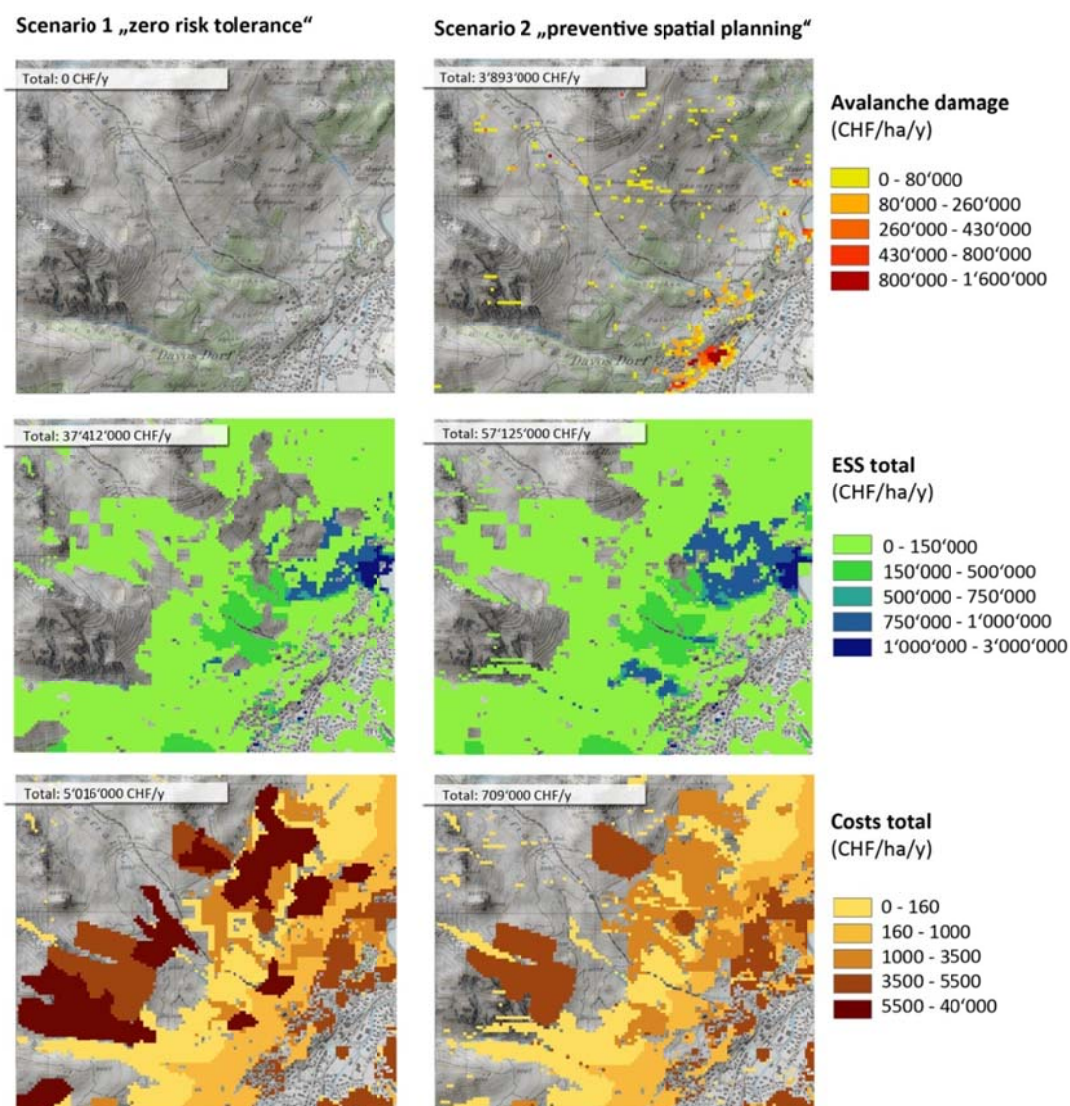 Scenario 1 „zero risk tolerance“
Scenario 2 „preventive spatial planning“
Total: 0 CHF/y
Total: 3‘893‘000 CHF/y
Avalanche damage
(CHF/ha/y)
0 - 80‘000
80‘000 - 260‘000
260‘000 - 430‘000
430‘000 - 800‘000
800‘000 - 1‘600‘000
Davos Dorf
Davos Dorf
Total: 37‘412‘000 CHF/y
Total: 57‘125‘000 CHF/y
ESS total
(CHF/ha/y)
0 - 150‘000
150‘000 - 500‘000
500‘000 - 750‘000
750‘000 - 1‘000‘000
1‘000‘000 - 3‘000‘000
Total: 5‘016‘000 CHF/y
Total: 709‘000 CHF/y
Costs total
(CHF/ha/y)
0 - 160
160 - 1000
1000 - 3500
3500 - 5500
5500 - 40‘000